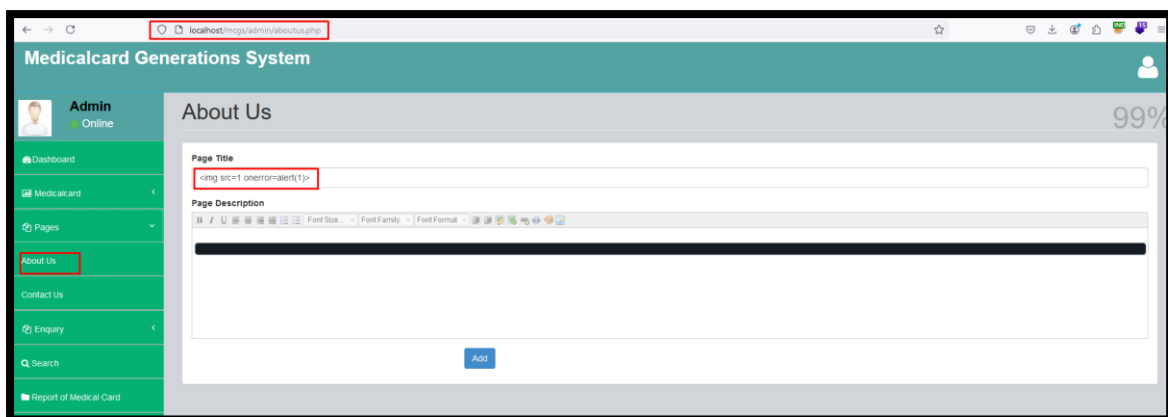 localhost/mcgs/admin/aboutus.php
Medicalcard Generations System
Admin
Online
Dashboard
Medicalcard
Pages
About Us
Contact Us
Enquiry
Search
Report of Medical Card
About Us
99%
Page Title
<img src=1 onerror=alert(1)>
Page Description
B I U Font Size... Font Family. Font Format
Add